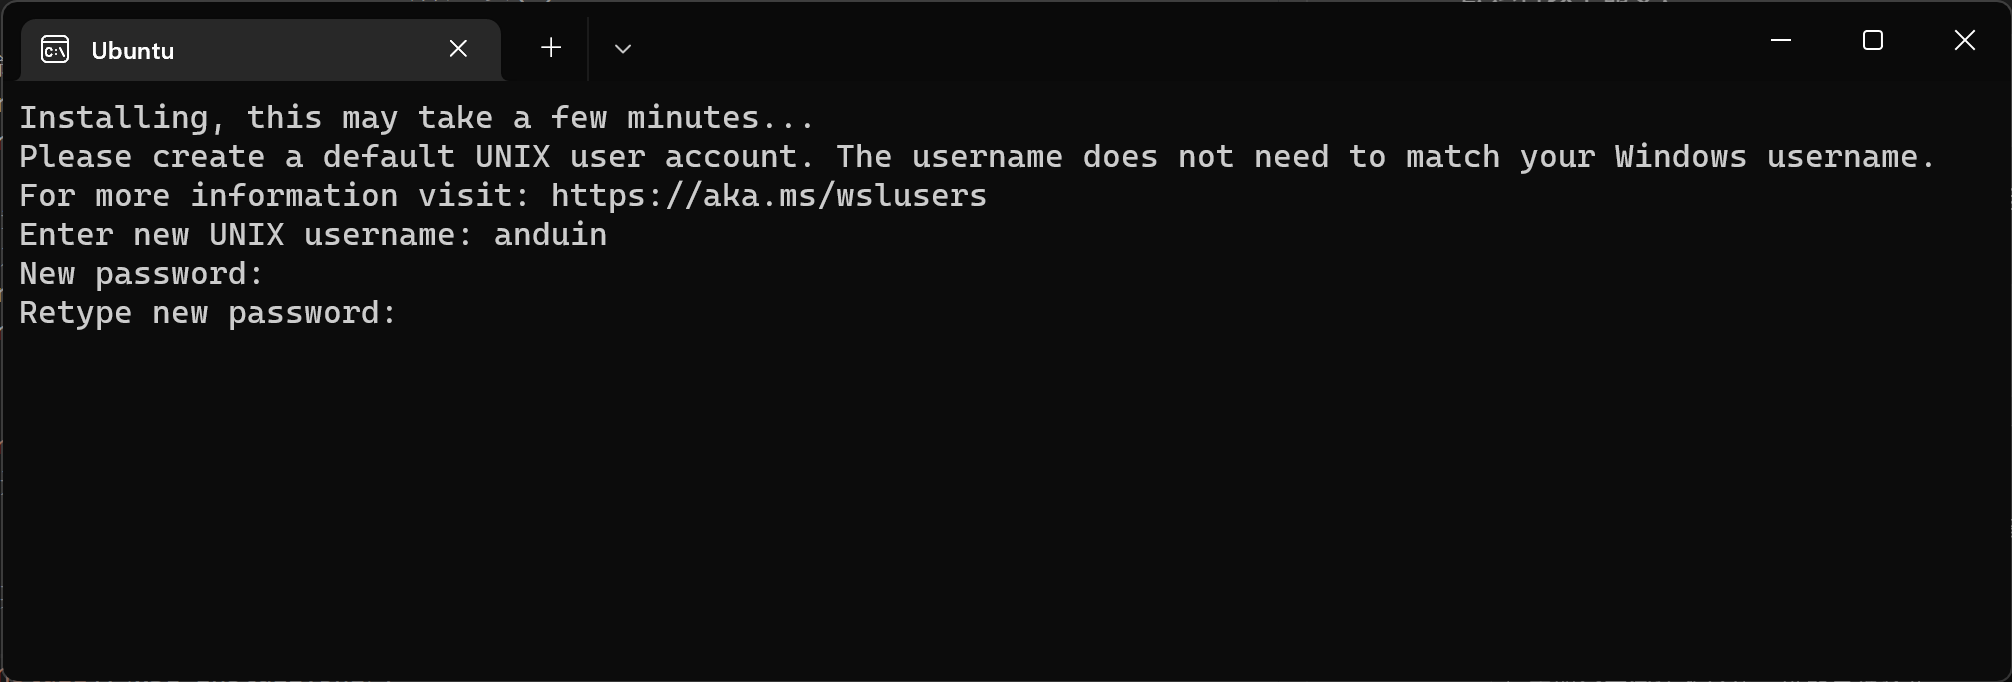 Ubuntu
Installing, this may take a few minutes...
Please create a default UNIX user account. The username does not need to match your Windows username.
For more information visit: https://aka.ms/wslusers
Enter new UNIX username: anduin
New password:
Retype new password: